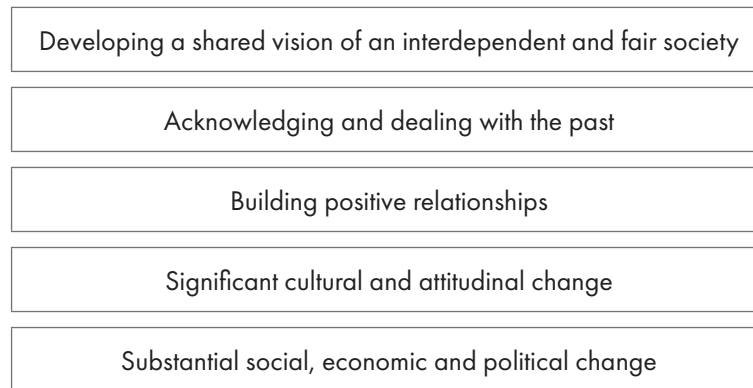 Developing a shared vision of an interdependent and fair society
Acknowledging and dealing with the past
Building positive relationships
Significant cultural and attitudinal change
Substantial social, economic and political change